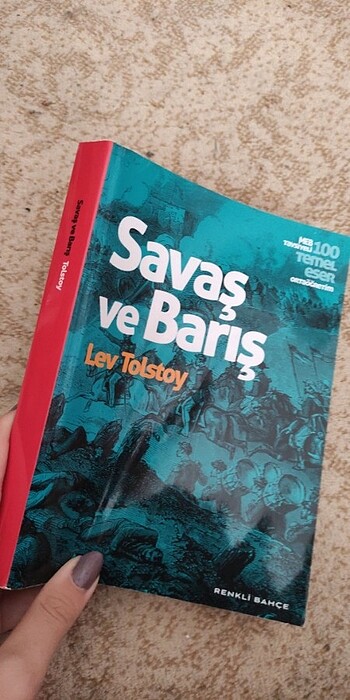 Savaş ve Barış Tolstoy
MEB
TAVSİYELİ 100
TEMEL
ESER
ORTAÖĞRETİM
Savaş
ve Barış
Lev Tolstoy
RENKLİ BAHÇE